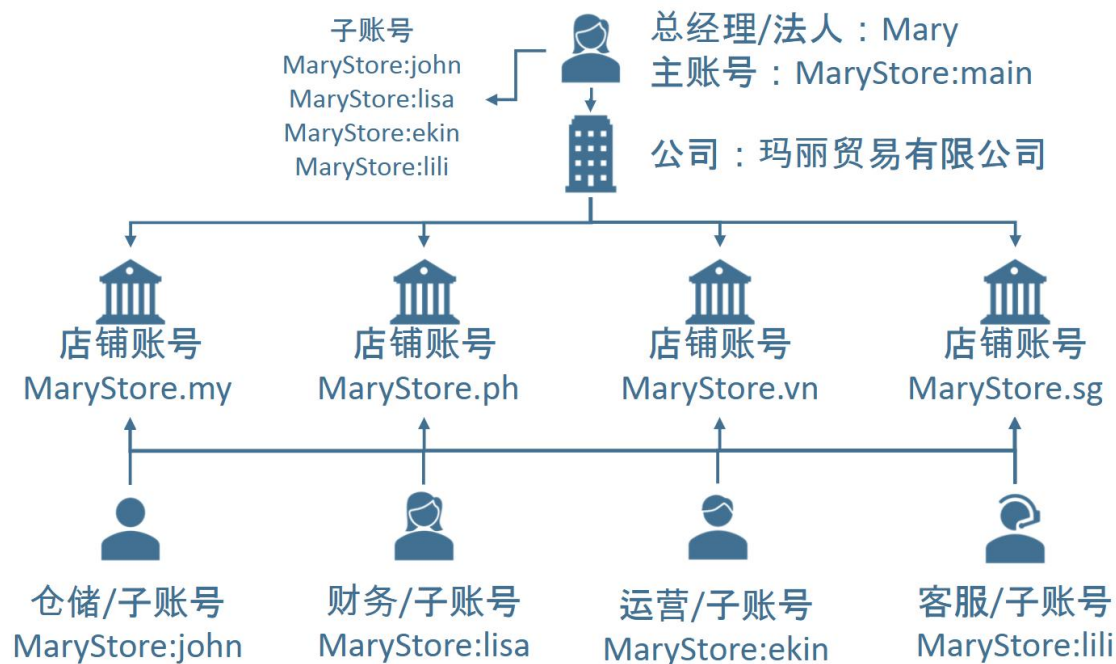 子账号
MaryStore:john
MaryStore:lisa
MaryStore:ekin
MaryStore:lili
总经理/法人：Mary
主账号：MaryStore:main
公司：玛丽贸易有限公司
店铺账号
MaryStore.my
店铺账号
MaryStore.ph
店铺账号
MaryStore.vn
店铺账号
MaryStore.sg
仓储/子账号
MaryStore:john
财务/子账号
MaryStore:lisa
运营/子账号
MaryStore:ekin
客服/子账号
MaryStore:lili